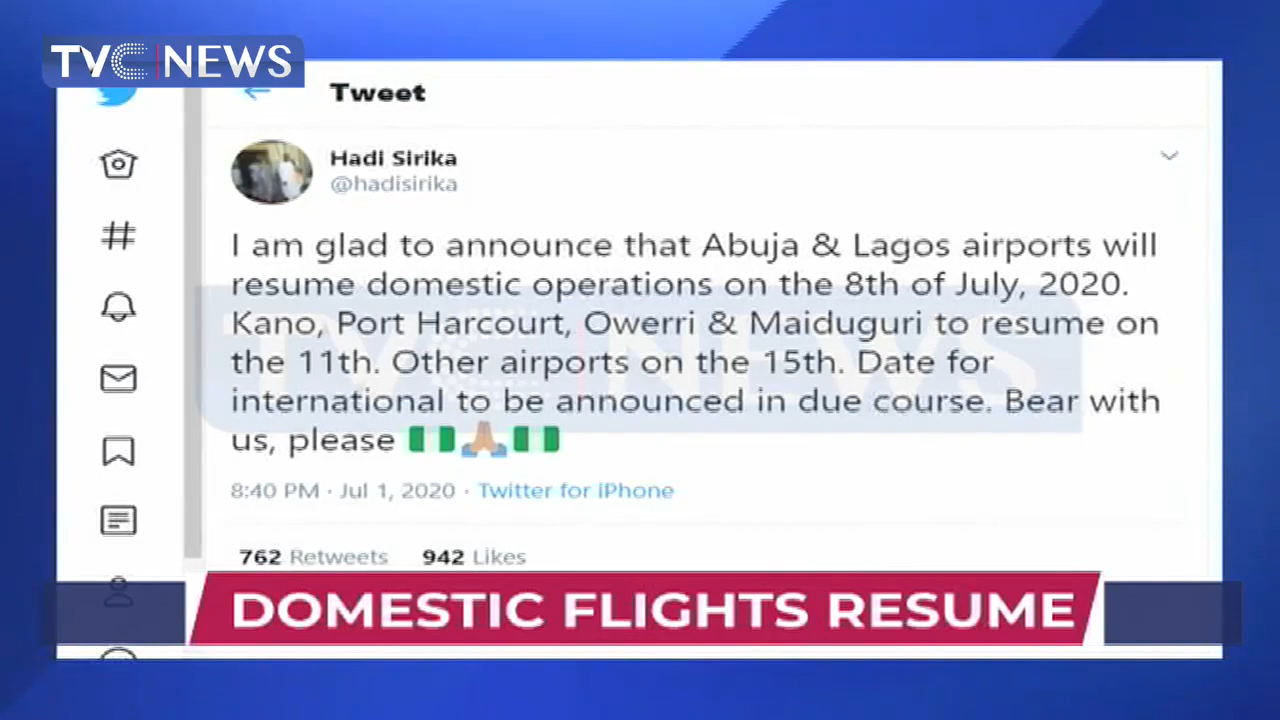 TVC NEWS
Tweet
Hadi Sirika
@hadisirika
I am glad to announce that Abuja & Lagos airports will
resume domestic operations on the 8th of July, 2020.
Kano, Port Harcourt, Owerri & Maiduguri to resume on
the 11th. Other airports on the 15th. Date for
international to be announced in due course. Bear with
us, please 🇳🇬🙏🏽🇳🇬
8:40 PM · Jul 1, 2020 · Twitter for iPhone
762 Retweets 942 Likes
DOMESTIC FLIGHTS RESUME
TVC NEWS